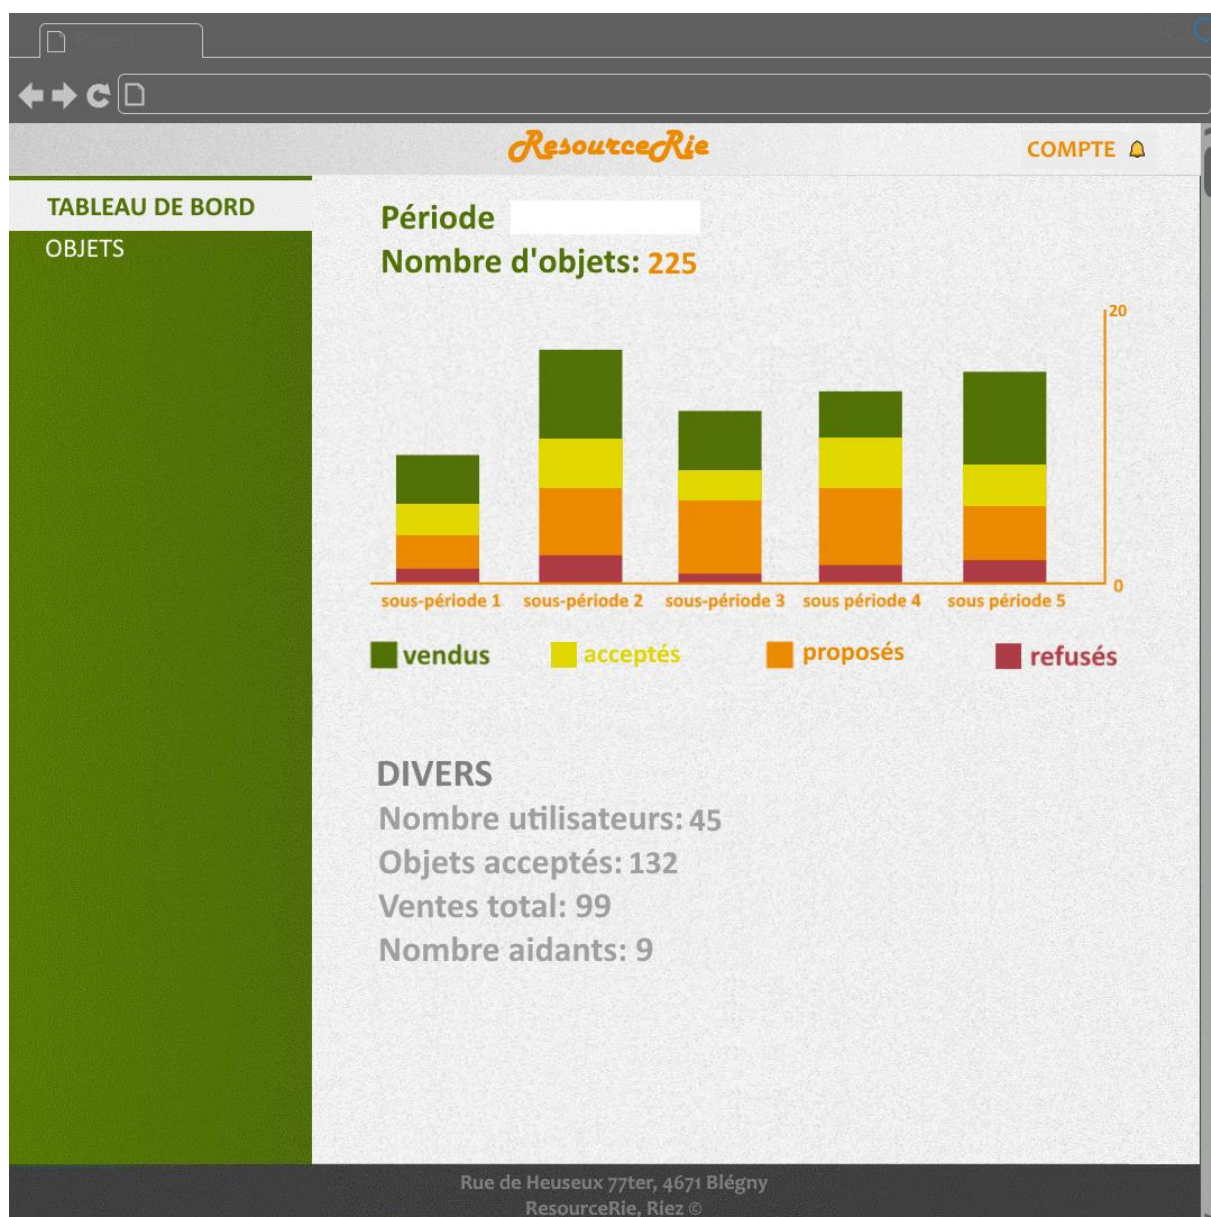 ResourceRie
COMPTE
TABLEAU DE BORD
OBJETS
Période
Nombre d'objets: 225
20
0
sous-période 1 sous-période 2 sous-période 3 sous période 4 sous période 5
vendus acceptés proposés refusés
DIVERS
Nombre utilisateurs: 45
Objets acceptés: 132
Ventes total: 99
Nombre aidants: 9
Rue de Heuseux 77ter, 4671 Blégny
ResourceRie, Riez ©